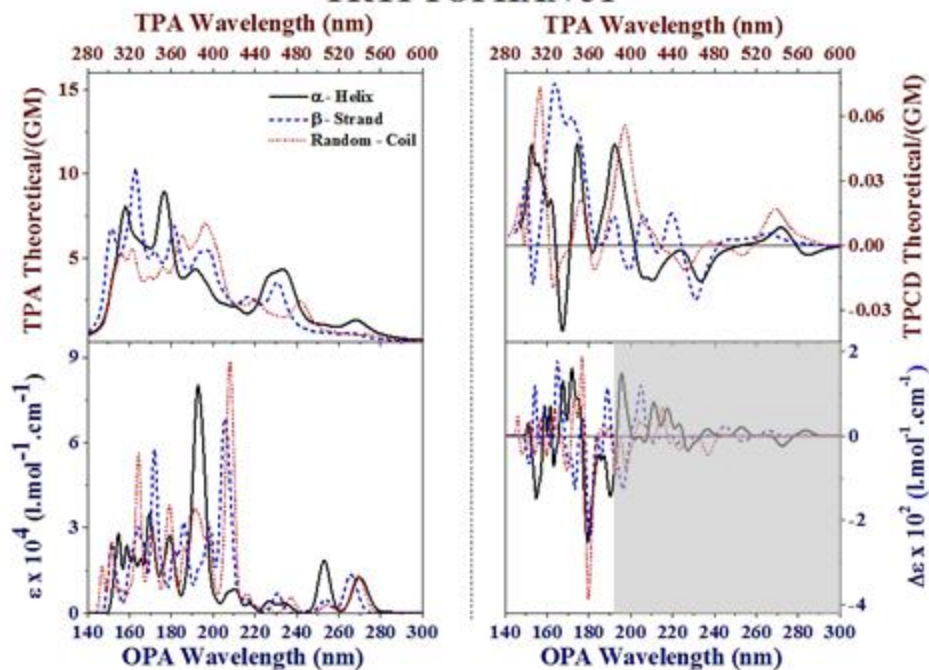 TPA Wavelength (nm)
280 320 360 400 440 480 520 560 600
15
10
5
TPA Theoretical/(GM)
α - Helix
β - Strand
Random - Coil
9
6
3
0
ε x 10⁴ (l.mol⁻¹.cm⁻¹)
140 160 180 200 220 240 260 280 300
OPA Wavelength (nm)
TPA Wavelength (nm)
280 320 360 400 440 480 520 560 600
0.06
0.03
0.00
-0.03
TPCD Theoretical/(GM)
2
0
-2
-4
Δε x 10² (l.mol⁻¹.cm⁻¹)
140 160 180 200 220 240 260 280 300
OPA Wavelength (nm)